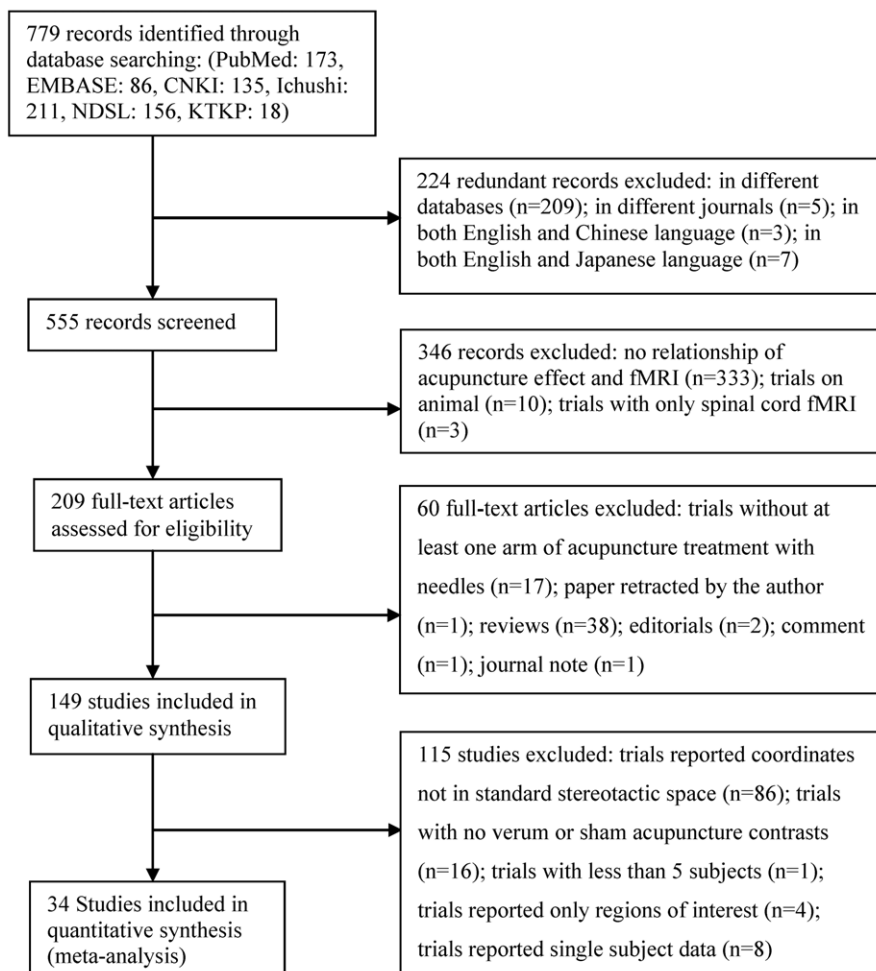 779 records identified through
database searching: (PubMed: 173,
EMBASE: 86, CNKI: 135, Ichushi:
211, NDSL: 156, KTKP: 18)
224 redundant records excluded: in different
databases (n=209); in different journals (n=5); in
both English and Chinese language (n=3); in
both English and Japanese language (n=7)
555 records screened
346 records excluded: no relationship of
acupuncture effect and fMRI (n=333); trials on
animal (n=10); trials with only spinal cord fMRI
(n=3)
209 full-text articles
assessed for eligibility
60 full-text articles excluded: trials without at
least one arm of acupuncture treatment with
needles (n=17); paper retracted by the author
(n=1); reviews (n=38); editorials (n=2); comment
(n=1); journal note (n=1)
149 studies included in
qualitative synthesis
115 studies excluded: trials reported coordinates
not in standard stereotactic space (n=86); trials
with no verum or sham acupuncture contrasts
(n=16); trials with less than 5 subjects (n=1);
trials reported only regions of interest (n=4);
trials reported single subject data (n=8)
34 Studies included in
quantitative synthesis
(meta-analysis)